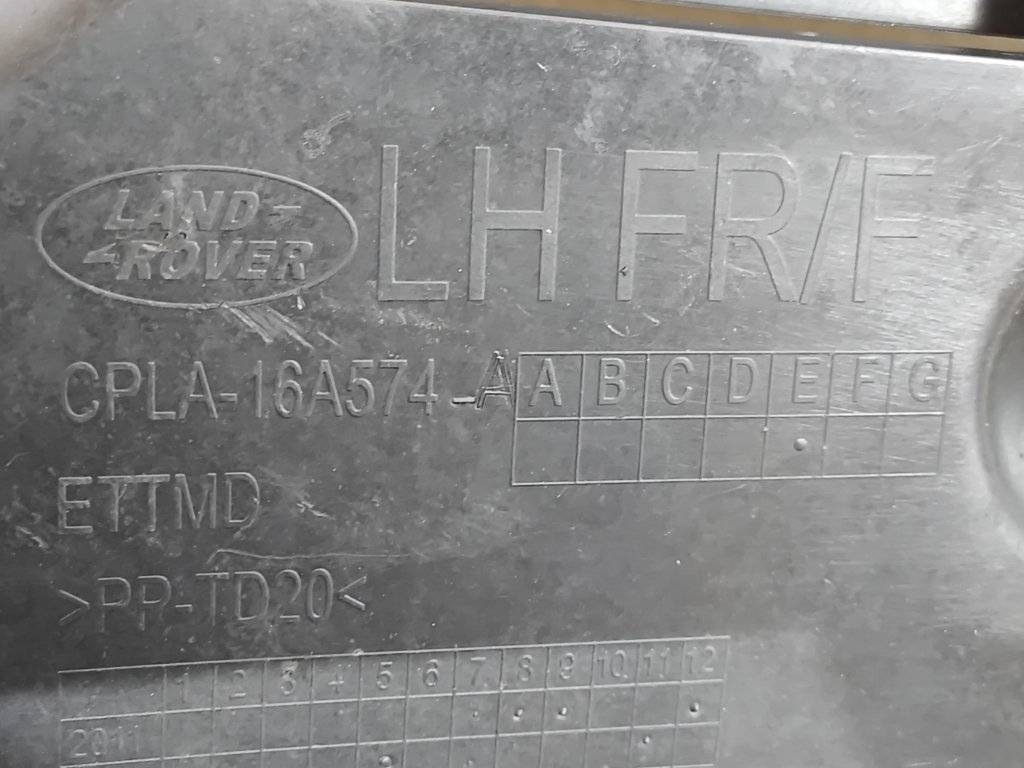 LAND
ROVER
LH FR/F
CPLA-16A574-A A B C D E F G
ETTMD
>PP-TD20<
1 2 3 4 5 6 7 8 9 10 11 12
2011